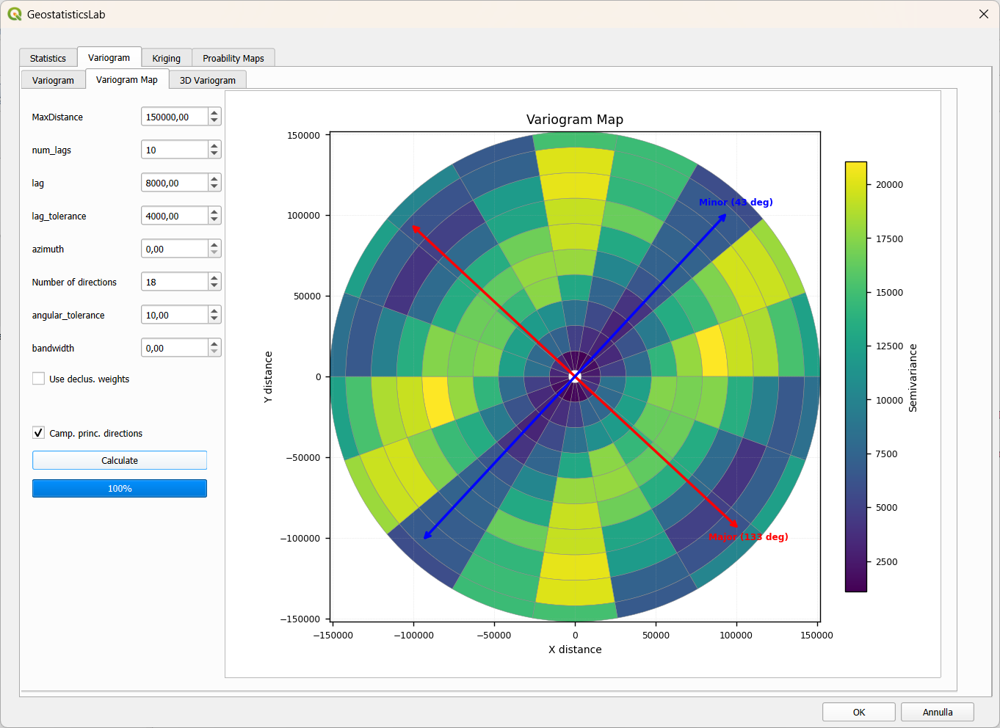 GeostatisticsLab
Statistics
Variogram
Kriging
Proability Maps
Variogram
Variogram Map
3D Variogram
MaxDistance
150000,00
num_lags
10
lag
8000,00
lag_tolerance
4000,00
azimuth
0,00
Number of directions
18
angular_tolerance
10,00
bandwidth
0,00
Use declus. weights
Camp. princ. directions
Calculate
100%
Variogram Map
150000
100000
50000
0
−50000
−100000
−150000
Y distance
Minor (43 deg)
Major (133 deg)
−150000
−100000
−50000
0
50000
100000
150000
X distance
20000
17500
15000
12500
10000
7500
5000
2500
Semivariance
OK
Annulla